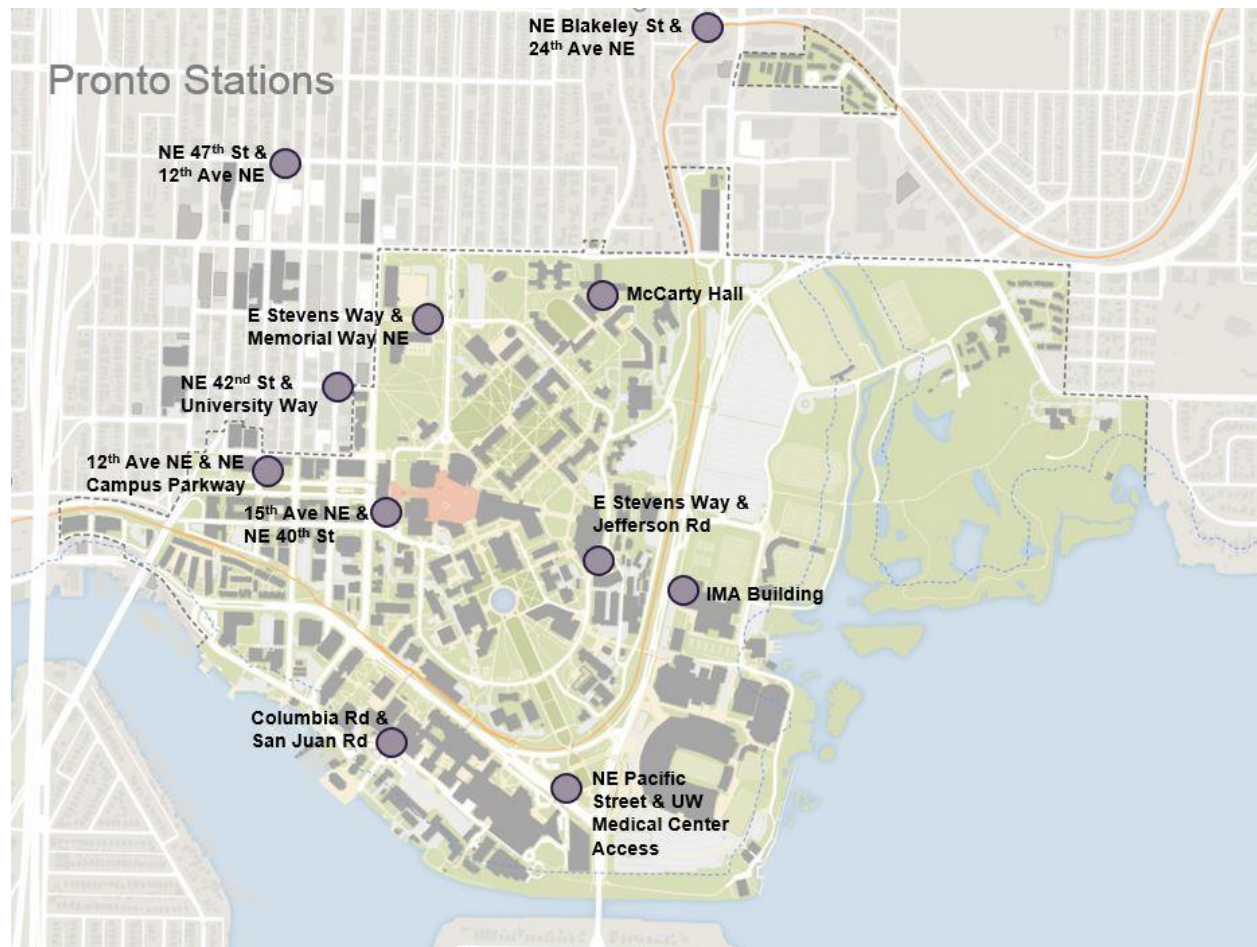 NE Blakeley St &
24th Ave NE
Pronto Stations
NE 47th St &
12th Ave NE
McCarty Hall
E Stevens Way &
Memorial Way NE
NE 42nd St &
University Way
12th Ave NE & NE
Campus Parkway
15th Ave NE &
NE 40th St
E Stevens Way &
Jefferson Rd
IMA Building
Columbia Rd &
San Juan Rd
NE Pacific
Street & UW
Medical Center
Access